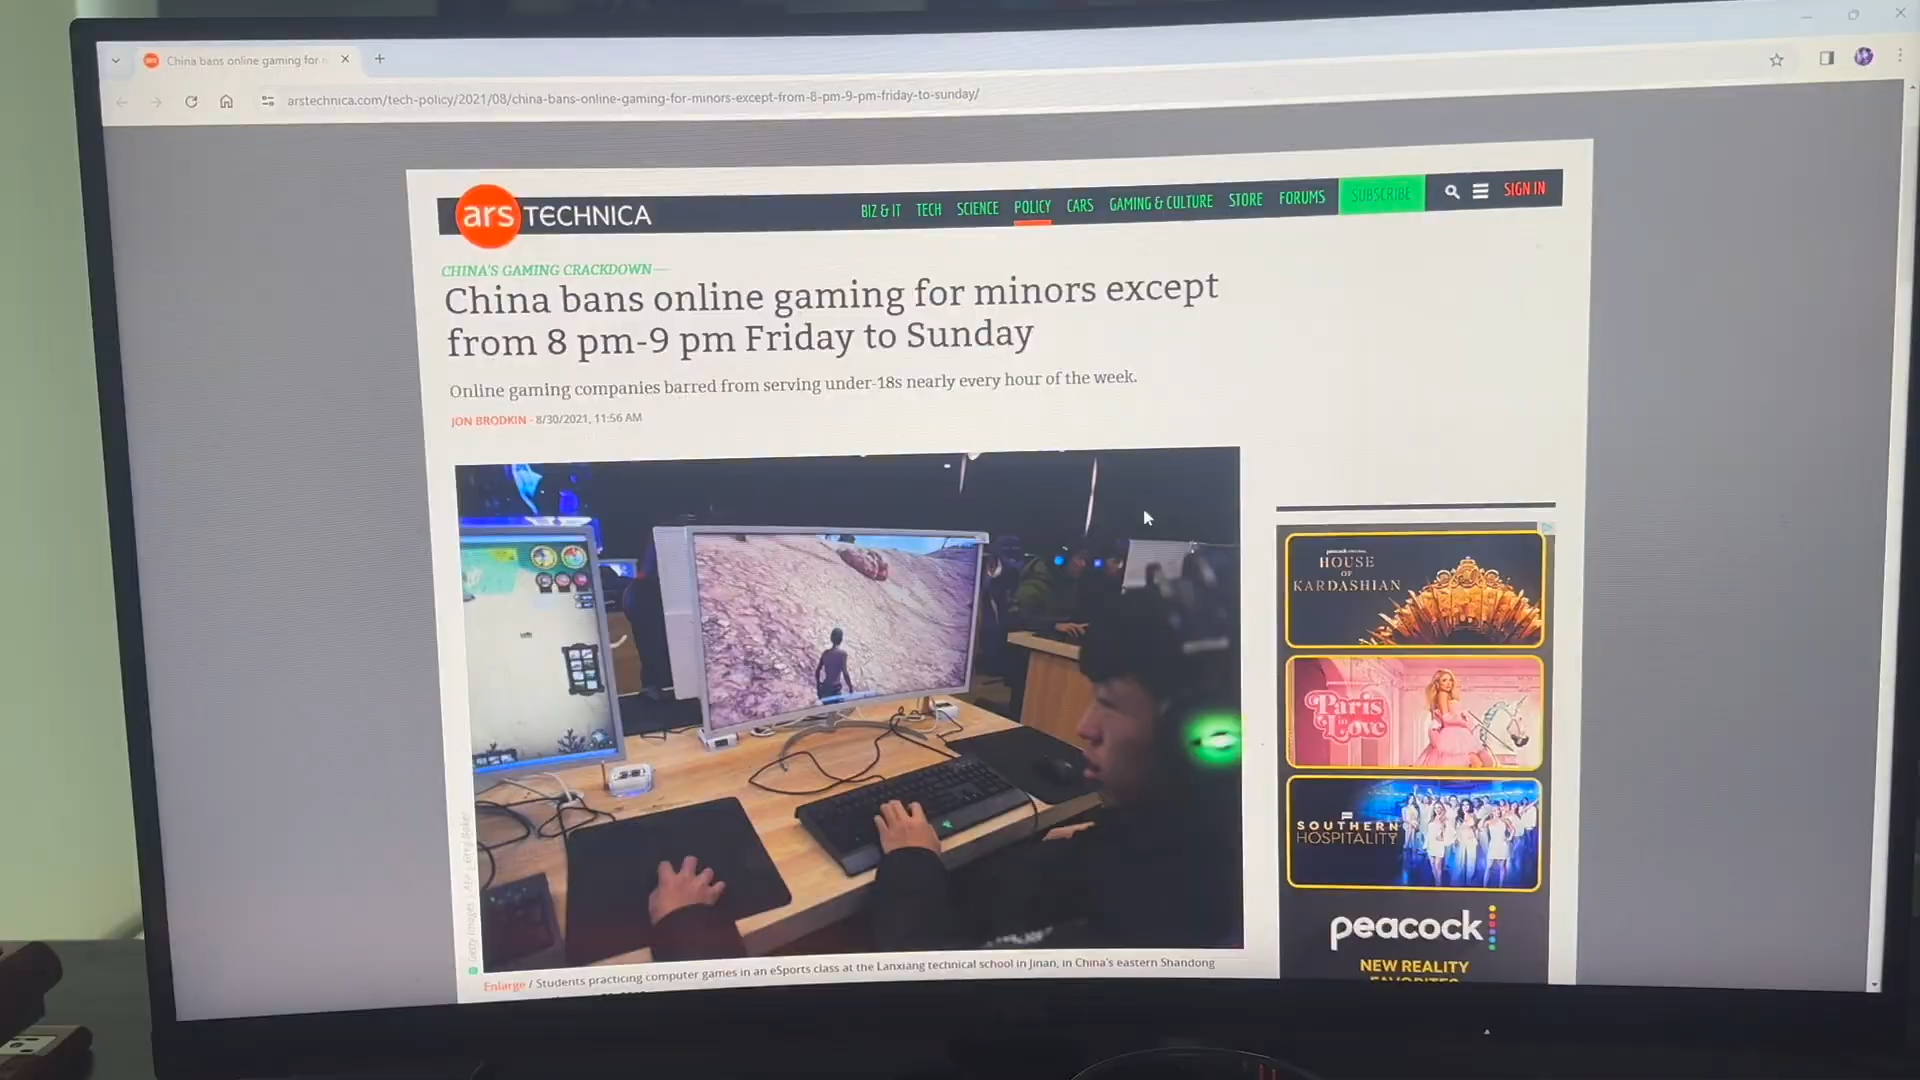 China bans online gaming for
arstechnica.com/tech-policy/2021/08/china-bans-online-gaming-for-minors-except-from-8-pm-9-pm-friday-to-sunday/
ars TECHNICA
BIZ & IT TECH SCIENCE POLICY CARS GAMING & CULTURE STORE FORUMS SUBSCRIBE SIGN IN
CHINA'S GAMING CRACKDOWN —
China bans online gaming for minors except
from 8 pm-9 pm Friday to Sunday
Online gaming companies barred from serving under-18s nearly every hour of the week.
JON BRODKIN - 8/30/2021, 11:56 AM
HOUSE
OF
KARDASHIAN
Paris
in Love
SOUTHERN
HOSPITALITY
peacock
NEW REALITY
Enlarge / Students practicing computer games in an eSports class at the Lanxiang technical school in Jinan, in China's eastern Shandong